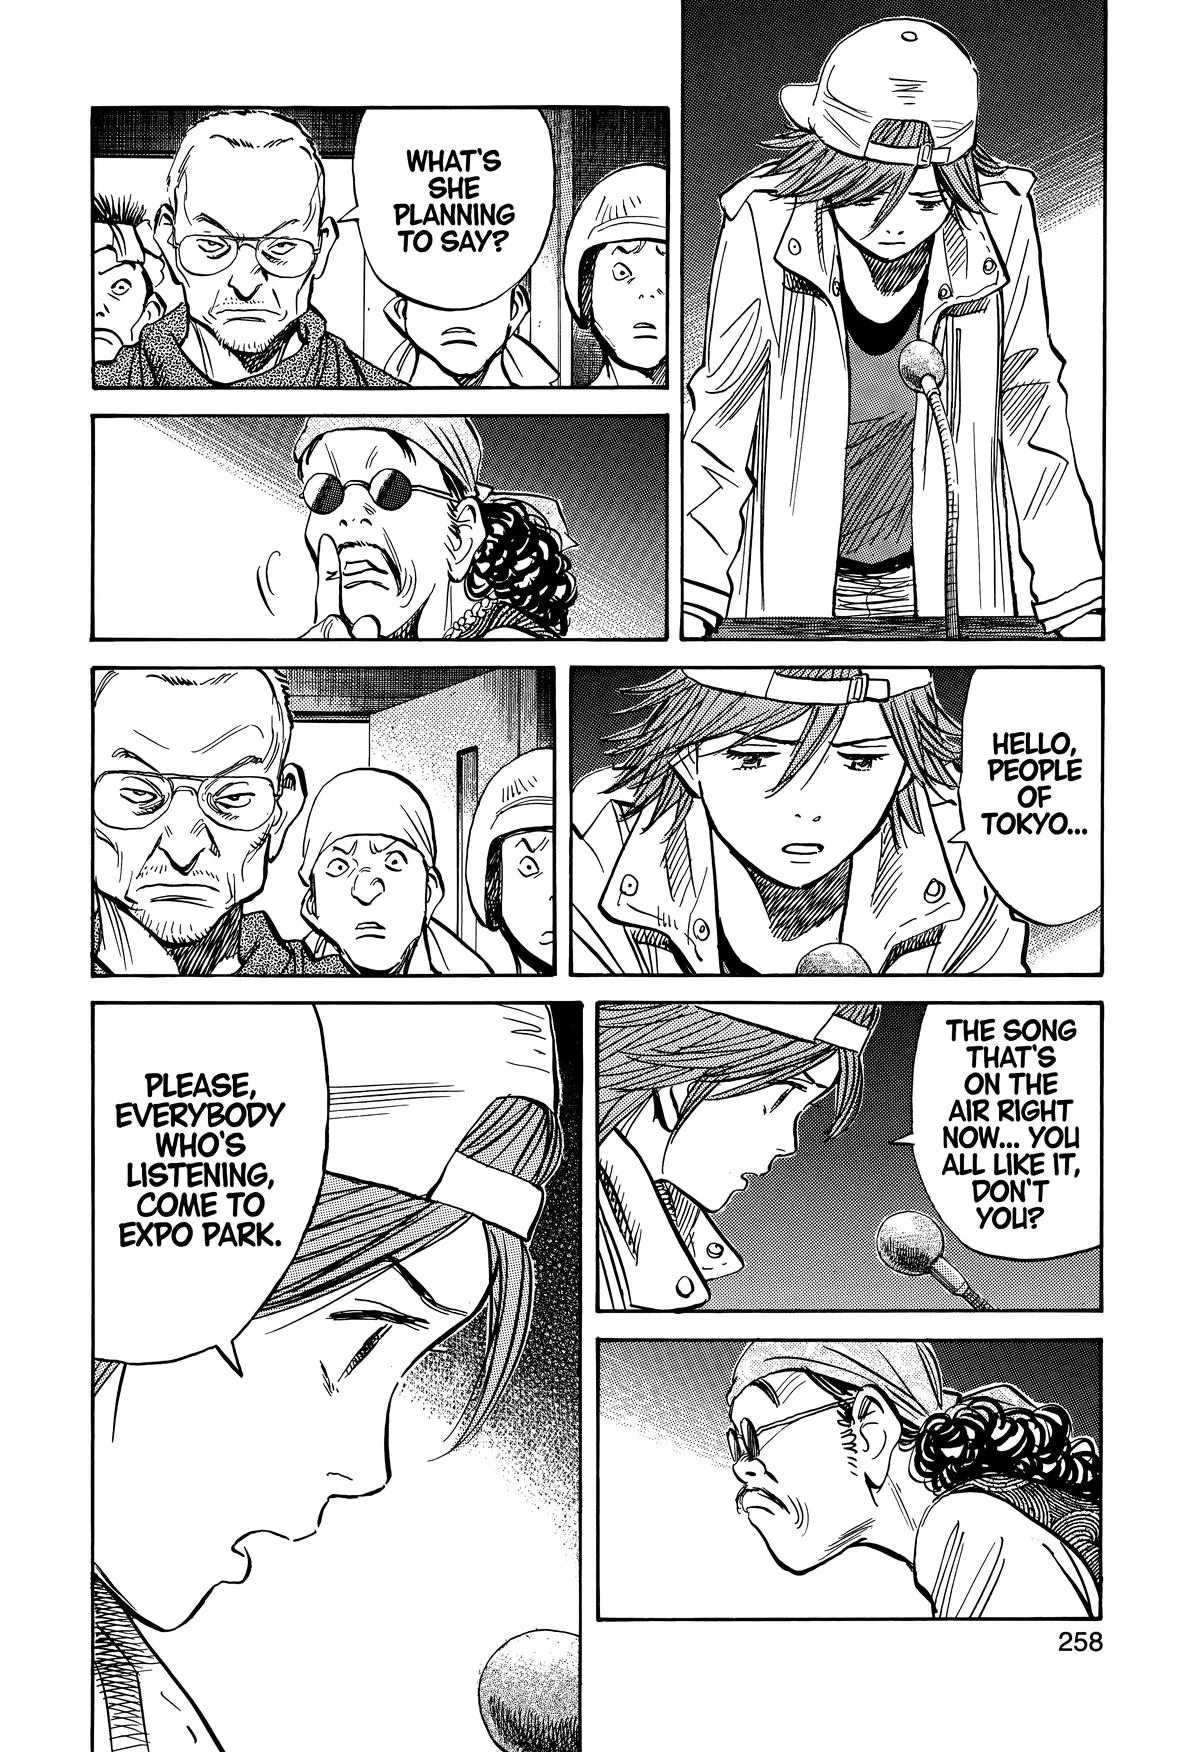 WHAT'S
SHE
PLANNING
TO SAY?
HELLO,
PEOPLE
OF
TOKYO...
THE SONG
THAT'S
ON THE
AIR RIGHT
NOW... YOU
ALL LIKE IT,
DON'T
YOU?
PLEASE,
EVERYBODY
WHO'S
LISTENING,
COME TO
EXPO PARK.
258